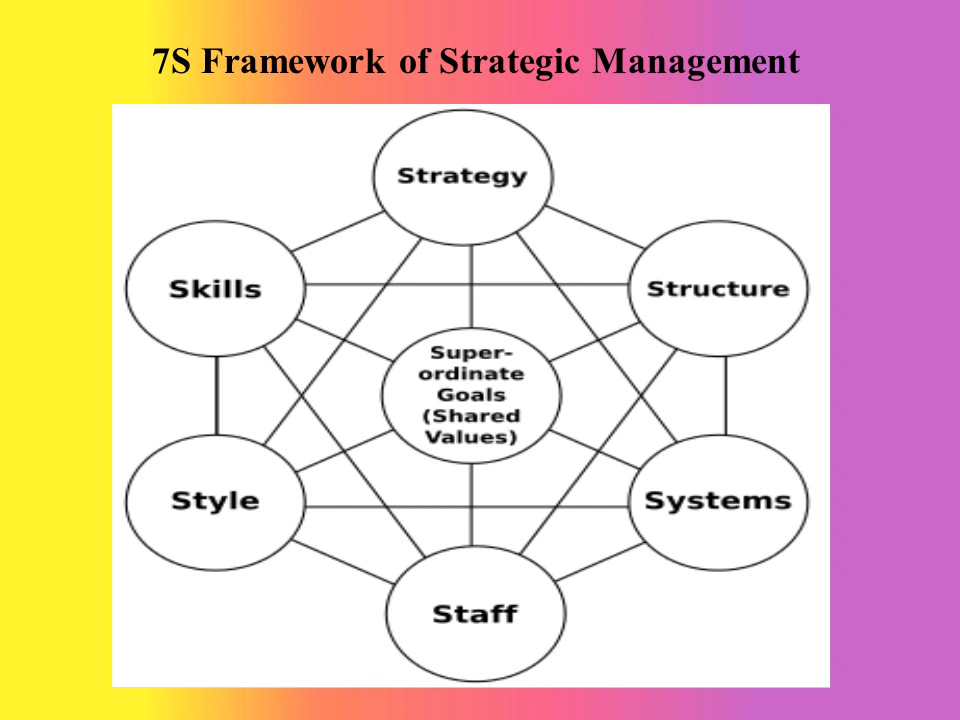 7S Framework of Strategic Management
Strategy
Skills
Structure
Super-
ordinate
Goals
(Shared
Values)
Style
Systems
Staff